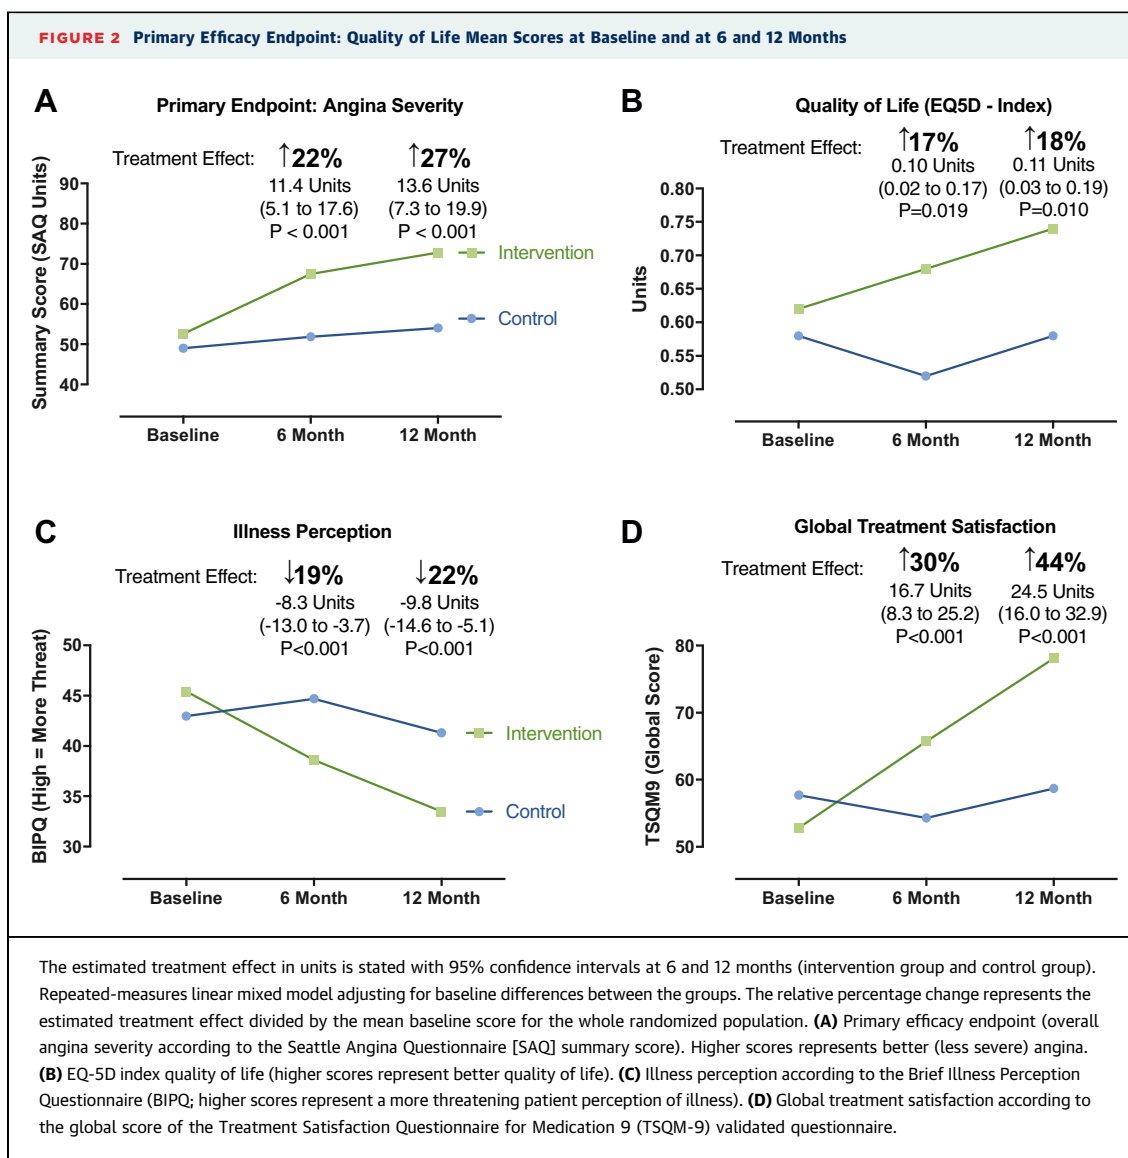 FIGURE 2 Primary Efficacy Endpoint: Quality of Life Mean Scores at Baseline and at 6 and 12 Months
A
Primary Endpoint: Angina Severity
Treatment Effect: ↑22% ↑27%
11.4 Units 13.6 Units
(5.1 to 17.6) (7.3 to 19.9)
P < 0.001 P < 0.001
Summary Score (SAQ Units)
90
80
70
60
50
40
Intervention
Control
Baseline 6 Month 12 Month
B
Quality of Life (EQ5D - Index)
Treatment Effect: ↑17% ↑18%
0.10 Units 0.11 Units
(0.02 to 0.17) (0.03 to 0.19)
P=0.019 P=0.010
Units
0.80
0.75
0.70
0.65
0.60
0.55
0.50
Baseline 6 Month 12 Month
C
Illness Perception
Treatment Effect: ↓19% ↓22%
-8.3 Units -9.8 Units
(-13.0 to -3.7) (-14.6 to -5.1)
P<0.001 P<0.001
BIPQ (High = More Threat)
50
45
40
35
30
Intervention
Control
Baseline 6 Month 12 Month
D
Global Treatment Satisfaction
Treatment Effect: ↑30% ↑44%
16.7 Units 24.5 Units
(8.3 to 25.2) (16.0 to 32.9)
P<0.001 P<0.001
TSQM9 (Global Score)
80
70
60
50
Baseline 6 Month 12 Month
The estimated treatment effect in units is stated with 95% confidence intervals at 6 and 12 months (intervention group and control group).
Repeated-measures linear mixed model adjusting for baseline differences between the groups. The relative percentage change represents the
estimated treatment effect divided by the mean baseline score for the whole randomized population. (A) Primary efficacy endpoint (overall
angina severity according to the Seattle Angina Questionnaire [SAQ] summary score). Higher scores represents better (less severe) angina.
(B) EQ-5D index quality of life (higher scores represent better quality of life). (C) Illness perception according to the Brief Illness Perception
Questionnaire (BIPQ; higher scores represent a more threatening patient perception of illness). (D) Global treatment satisfaction according to
the global score of the Treatment Satisfaction Questionnaire for Medication 9 (TSQM-9) validated questionnaire.